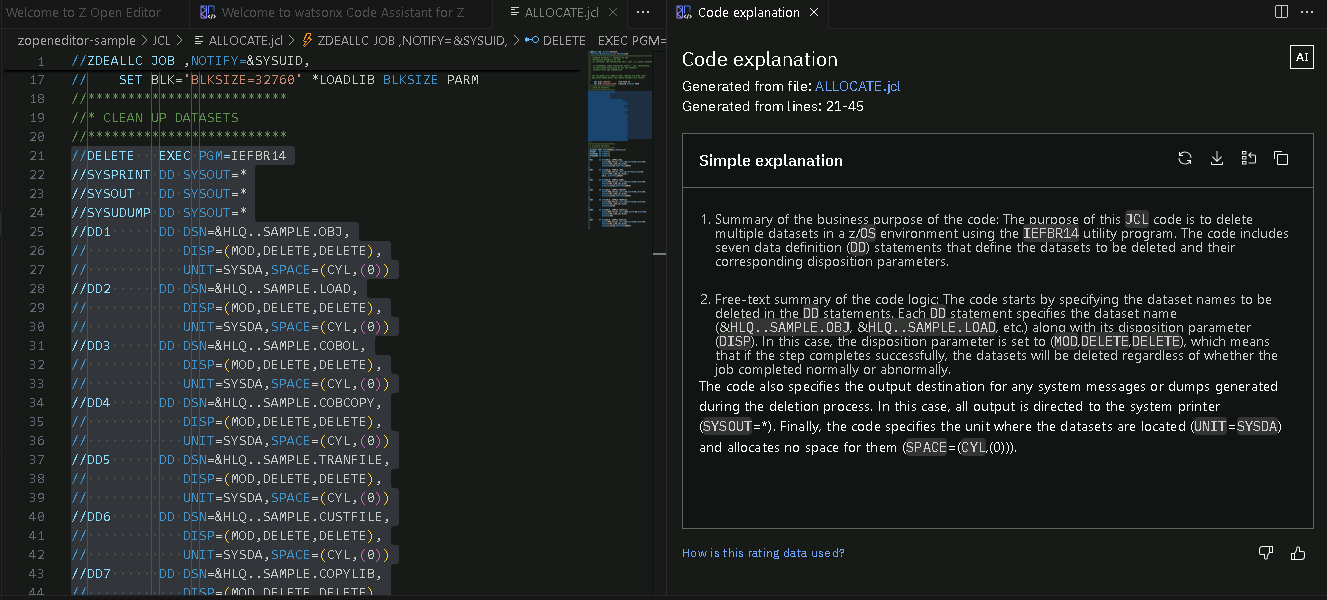 Welcome to Z Open Editor
Welcome to watsonx Code Assistant for Z
ALLOCATE.jcl
Code explanation
zopeneditor-sample > JCL > ALLOCATE.jcl > ZDEALLC JOB ,NOTIFY=&SYSUID, > DELETE EXEC PGM=
1 //ZDEALLC JOB ,NOTIFY=&SYSUID,
17 // SET BLK='BLKSIZE=32760' *LOADLIB BLKSIZE PARM
18 //*************************
19 //* CLEAN UP DATASETS
20 //*************************
21 //DELETE EXEC PGM=IEFBR14
22 //SYSPRINT DD SYSOUT=*
23 //SYSOUT DD SYSOUT=*
24 //SYSUDUMP DD SYSOUT=*
25 //DD1 DD DSN=&HLQ..SAMPLE.OBJ,
26 // DISP=(MOD,DELETE,DELETE),
27 // UNIT=SYSDA,SPACE=(CYL,(0))
28 //DD2 DD DSN=&HLQ..SAMPLE.LOAD,
29 // DISP=(MOD,DELETE,DELETE),
30 // UNIT=SYSDA,SPACE=(CYL,(0))
31 //DD3 DD DSN=&HLQ..SAMPLE.COBOL,
32 // DISP=(MOD,DELETE,DELETE),
33 // UNIT=SYSDA,SPACE=(CYL,(0))
34 //DD4 DD DSN=&HLQ..SAMPLE.COBCOPY,
35 // DISP=(MOD,DELETE,DELETE),
36 // UNIT=SYSDA,SPACE=(CYL,(0))
37 //DD5 DD DSN=&HLQ..SAMPLE.TRANFILE,
38 // DISP=(MOD,DELETE,DELETE),
39 // UNIT=SYSDA,SPACE=(CYL,(0))
40 //DD6 DD DSN=&HLQ..SAMPLE.CUSTFILE,
41 // DISP=(MOD,DELETE,DELETE),
42 // UNIT=SYSDA,SPACE=(CYL,(0))
43 //DD7 DD DSN=&HLQ..SAMPLE.COPYLIB,
44 // DISP=(MOD,DELETE,DELETE)
Code explanation
AI
Generated from file: ALLOCATE.jcl
Generated from lines: 21-45
Simple explanation
1. Summary of the business purpose of the code: The purpose of this JCL code is to delete
multiple datasets in a z/OS environment using the IEFBR14 utility program. The code includes
seven data definition (DD) statements that define the datasets to be deleted and their
corresponding disposition parameters.
2. Free-text summary of the code logic: The code starts by specifying the dataset names to be
deleted in the DD statements. Each DD statement specifies the dataset name
(&HLQ..SAMPLE.OBJ, &HLQ..SAMPLE.LOAD, etc.) along with its disposition parameter
(DISP). In this case, the disposition parameter is set to (MOD,DELETE,DELETE), which means
that if the step completes successfully, the datasets will be deleted regardless of whether the
job completed normally or abnormally.
The code also specifies the output destination for any system messages or dumps generated
during the deletion process. In this case, all output is directed to the system printer
(SYSOUT=*). Finally, the code specifies the unit where the datasets are located (UNIT=SYSDA)
and allocates no space for them (SPACE=(CYL,(0))).
How is this rating data used?